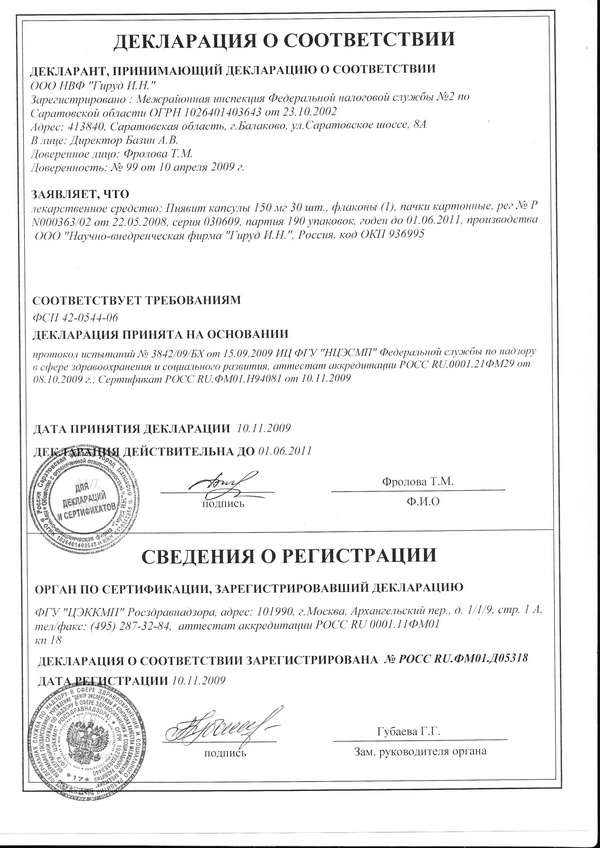 ДЕКЛАРАЦИЯ О СООТВЕТСТВИИ
ДЕКЛАРАНТ, ПРИНИМАЮЩИЙ ДЕКЛАРАЦИЮ О СООТВЕТСТВИИ
ООО НВФ "Гируд И.Н."
Зарегистрировано : Межрайонная инспекция Федеральной налоговой службы №2 по
Саратовской области ОГРН 1026401403643 от 23.10.2002
Адрес: 413840, Саратовская область, г.Балаково, ул.Саратовское шоссе, 8А
В лице: Директор Базин А.В.
Доверенное лицо: Фролова Т.М.
Доверенность: № 99 от 10 апреля 2009 г.
ЗАЯВЛЯЕТ, ЧТО
лекарственное средство: Пиявит капсулы 150 мг 30 шт., флаконы (1), пачки картонные, рег № Р
N000363/02 от 22.05.2008, серия 030609, партия 190 упаковок, годен до 01.06.2011, производства
ООО "Научно-внедренческая фирма "Гируд И.Н.", Россия, код ОКП 936995
СООТВЕТСТВУЕТ ТРЕБОВАНИЯМ
ФСП 42-0544-06
ДЕКЛАРАЦИЯ ПРИНЯТА НА ОСНОВАНИИ
протокол испытаний № 3842/09/БХ от 15.09.2009 ИЦ ФГУ "НЦЭСМП" Федеральной службы по надзору
в сфере здравоохранения и социального развития, аттестат аккредитации РОСС RU.0001.21ФМ29 от
08.10.2009 г., Сертификат РОСС RU.ФМ01.Н94081 от 10.11.2009
ДАТА ПРИНЯТИЯ ДЕКЛАРАЦИИ 10.11.2009
ДЕКЛАРАЦИЯ ДЕЙСТВИТЕЛЬНА ДО 01.06.2011
ДЛЯ
ДЕКЛАРАЦИЙ
И СЕРТИФИКАТОВ
Фролова Т.М.
подпись
Ф.И.О
СВЕДЕНИЯ О РЕГИСТРАЦИИ
ОРГАН ПО СЕРТИФИКАЦИИ, ЗАРЕГИСТРИРОВАВШИЙ ДЕКЛАРАЦИЮ
ФГУ "ЦЭККМП" Росздравнадзора, адрес: 101990, г.Москва, Архангельский пер., д. 1/1/9, стр. 1 А,
тел/факс: (495) 287-32-84, аттестат аккредитации РОСС RU 0001.11ФМ01
кп 18
ДЕКЛАРАЦИЯ О СООТВЕТСТВИИ ЗАРЕГИСТРИРОВАНА № РОСС RU.ФМ01.Д05318
ДАТА РЕГИСТРАЦИИ 10.11.2009
Губаева Г.Г.
подпись
Зам. руководителя органа